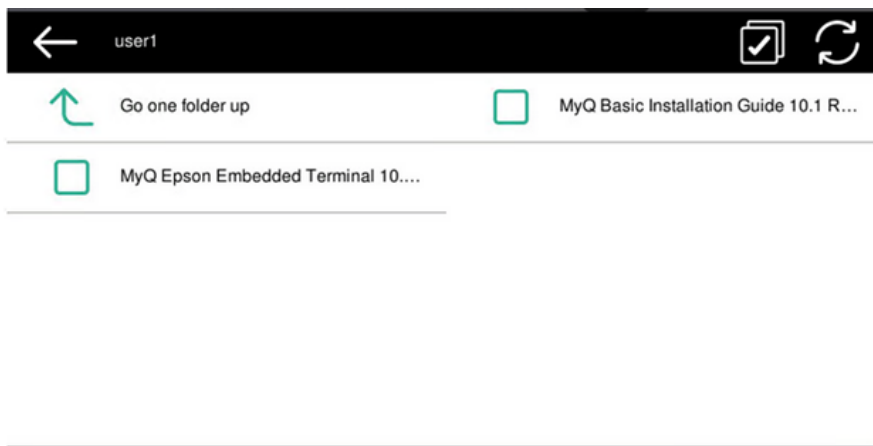 user1
Go one folder up
MyQ Basic Installation Guide 10.1 R...
MyQ Epson Embedded Terminal 10....